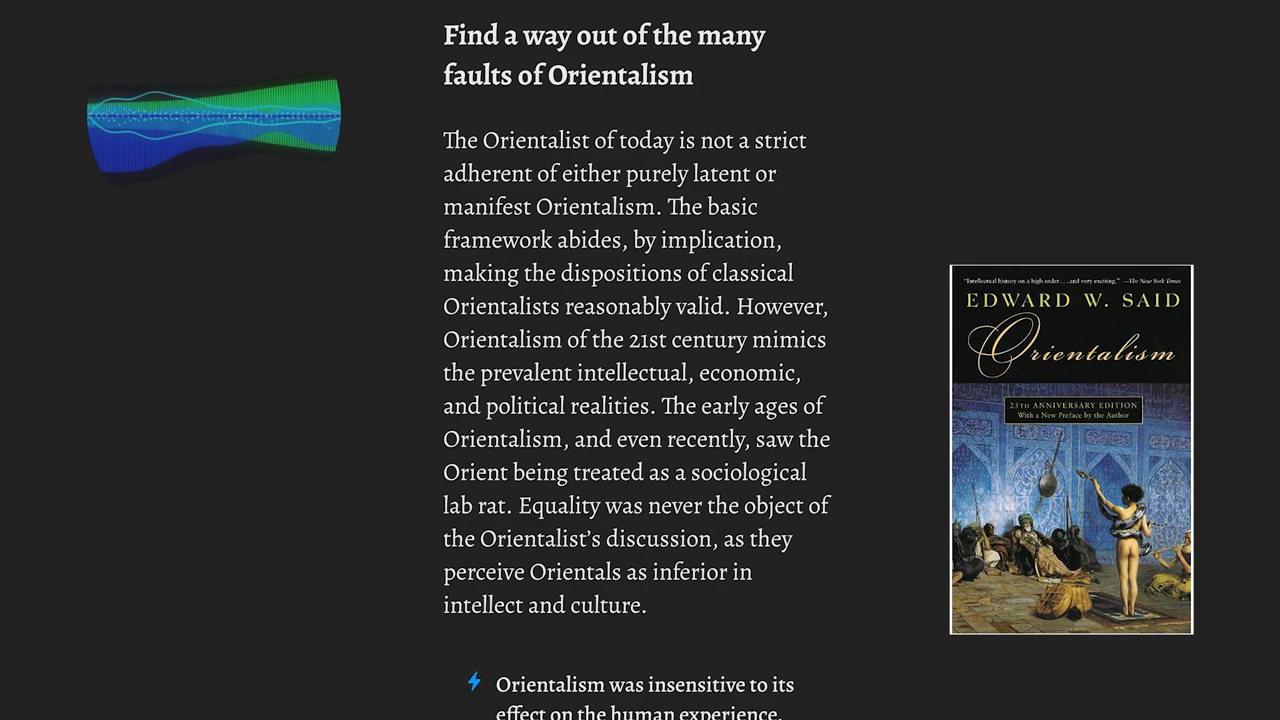 Find a way out of the many
faults of Orientalism
The Orientalist of today is not a strict
adherent of either purely latent or
manifest Orientalism. The basic
framework abides, by implication,
making the dispositions of classical
Orientalists reasonably valid. However,
Orientalism of the 21st century mimics
the prevalent intellectual, economic,
and political realities. The early ages of
Orientalism, and even recently, saw the
Orient being treated as a sociological
lab rat. Equality was never the object of
the Orientalist’s discussion, as they
perceive Orientals as inferior in
intellect and culture.
Orientalism was insensitive to its
effect on the human experience.
"Intellectual history on a high order . . . and very exciting." —The New York Times
EDWARD W. SAID
Orientalism
25TH ANNIVERSARY EDITION
With a New Preface by the Author